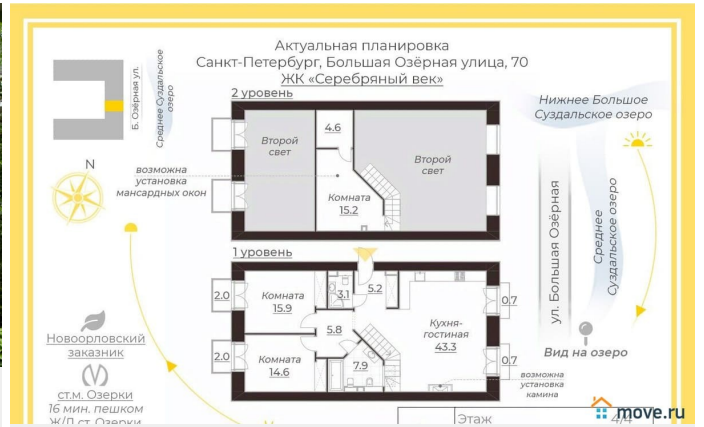 Актуальная планировка
Санкт-Петербург, Большая Озёрная улица, 70
ЖК «Серебряный век»
Б. Озёрная ул.
Среднее Суздальское
озеро
N
2 уровень
Второй
свет
4.6
Второй
свет
Комната
15.2
возможна
установка
мансардных окон
Нижнее Большое
Суздальское озеро
ул. Большая Озёрная
Среднее
Суздальское озеро
Вид на озеро
1 уровень
2.0
Комната
15.9
3.1
5.2
0.7
5.8
Кухня-
гостиная
43.3
2.0
Комната
14.6
7.9
0.7
возможна
установка
камина
Новоорловский
заказник
ст.м. Озерки
16 мин. пешком
Ж/Д ст. Озерки
Этаж
4/4
move.ru